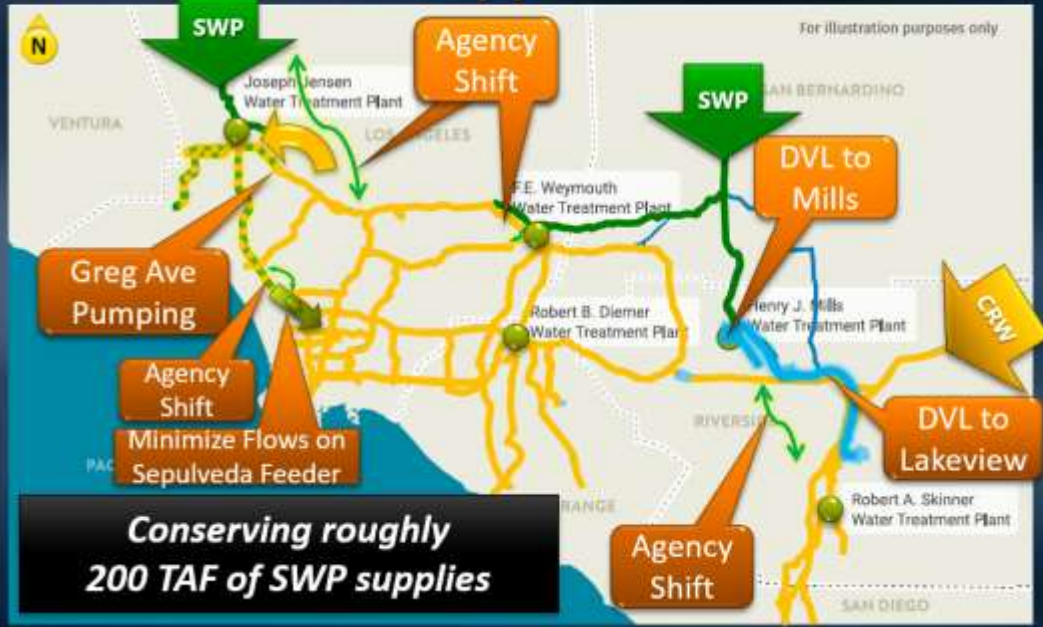 SWP
N
Agency
Shift
For illustration purposes only
Joseph Jensen
Water Treatment Plant
SWP
SAN BERNARDINO
VENTURA
LOS ANGELES
DVL to
Mills
F.E. Weymouth
Water Treatment Plant
Greg Ave
Pumping
Robert B. Diemer
Water Treatment Plant
Henry J. Mills
Water Treatment Plant
CRW
Agency
Shift
Minimize Flows on
Sepulveda Feeder
RIVERSIDE
DVL to
Lakeview
PAC
RANGE
Robert A. Skinner
Water Treatment Plant
Conserving roughly
200 TAF of SWP supplies
Agency
Shift
SAN DIEGO